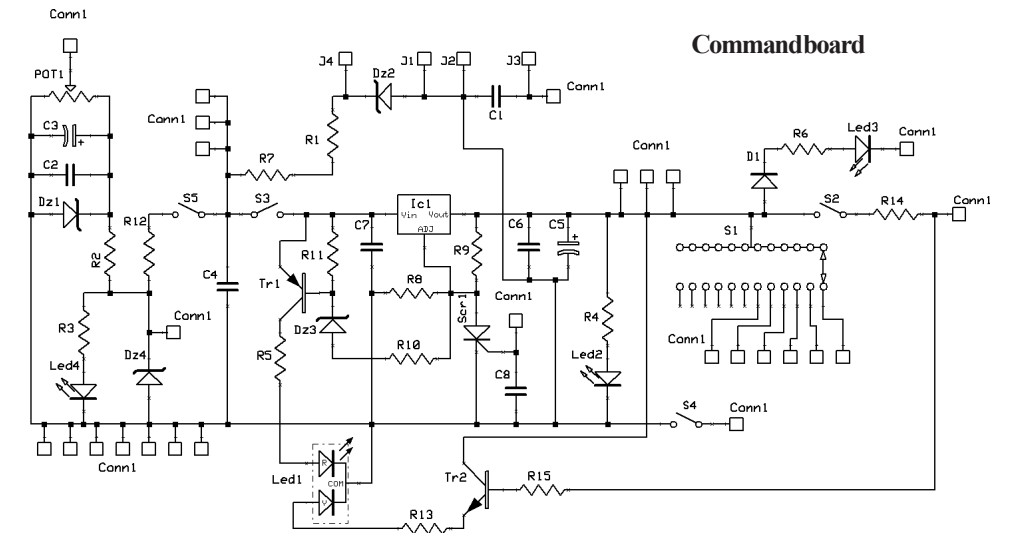 Conn1
Commandboard
POT1
J4
J1
J2
J3
Dz2
Conn1
C1
C3
+
Conn1
R1
R6
Led3
Conn1
C2
R7
Conn1
D1
Dz1
S5
S3
Ic1
Vin Vout
ADJ
S2
R14
Conn1
R12
C7
C6
C5
+
S1
R2
R11
R9
C4
Tr1
R8
Conn1
Scr1
R3
Conn1
Dz3
R4
Conn1
Dz4
R5
R10
Led4
Led2
C8
S4
Conn1
Conn1
Led1
R
COM
V
Tr2
R15
R13